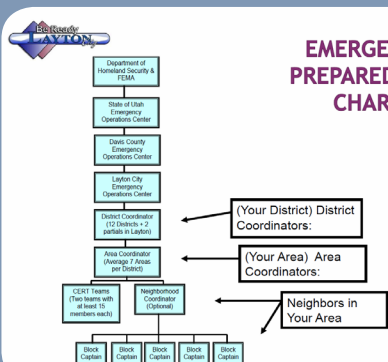 Be Ready
LAYTON
City
EMERGE
PREPARED
CHAR
Department of
Homeland Security &
FEMA
State of Utah
Emergency
Operations Center
Davis County
Emergency
Operations Center
Layton City
Emergency
Operations Center
District Coordinator
(12 Districts + 2
partials in Layton)
(Your District) District
Coordinators:
Area Coordinator
(Average 7 Areas
per District)
(Your Area) Area
Coordinators:
CERT Teams
(Two teams with
at least 15
members each)
Neighborhood
Coordinator
(Optional)
Neighbors in
Your Area
Block
Captain
Block
Captain
Block
Captain
Block
Captain
Block
Captain